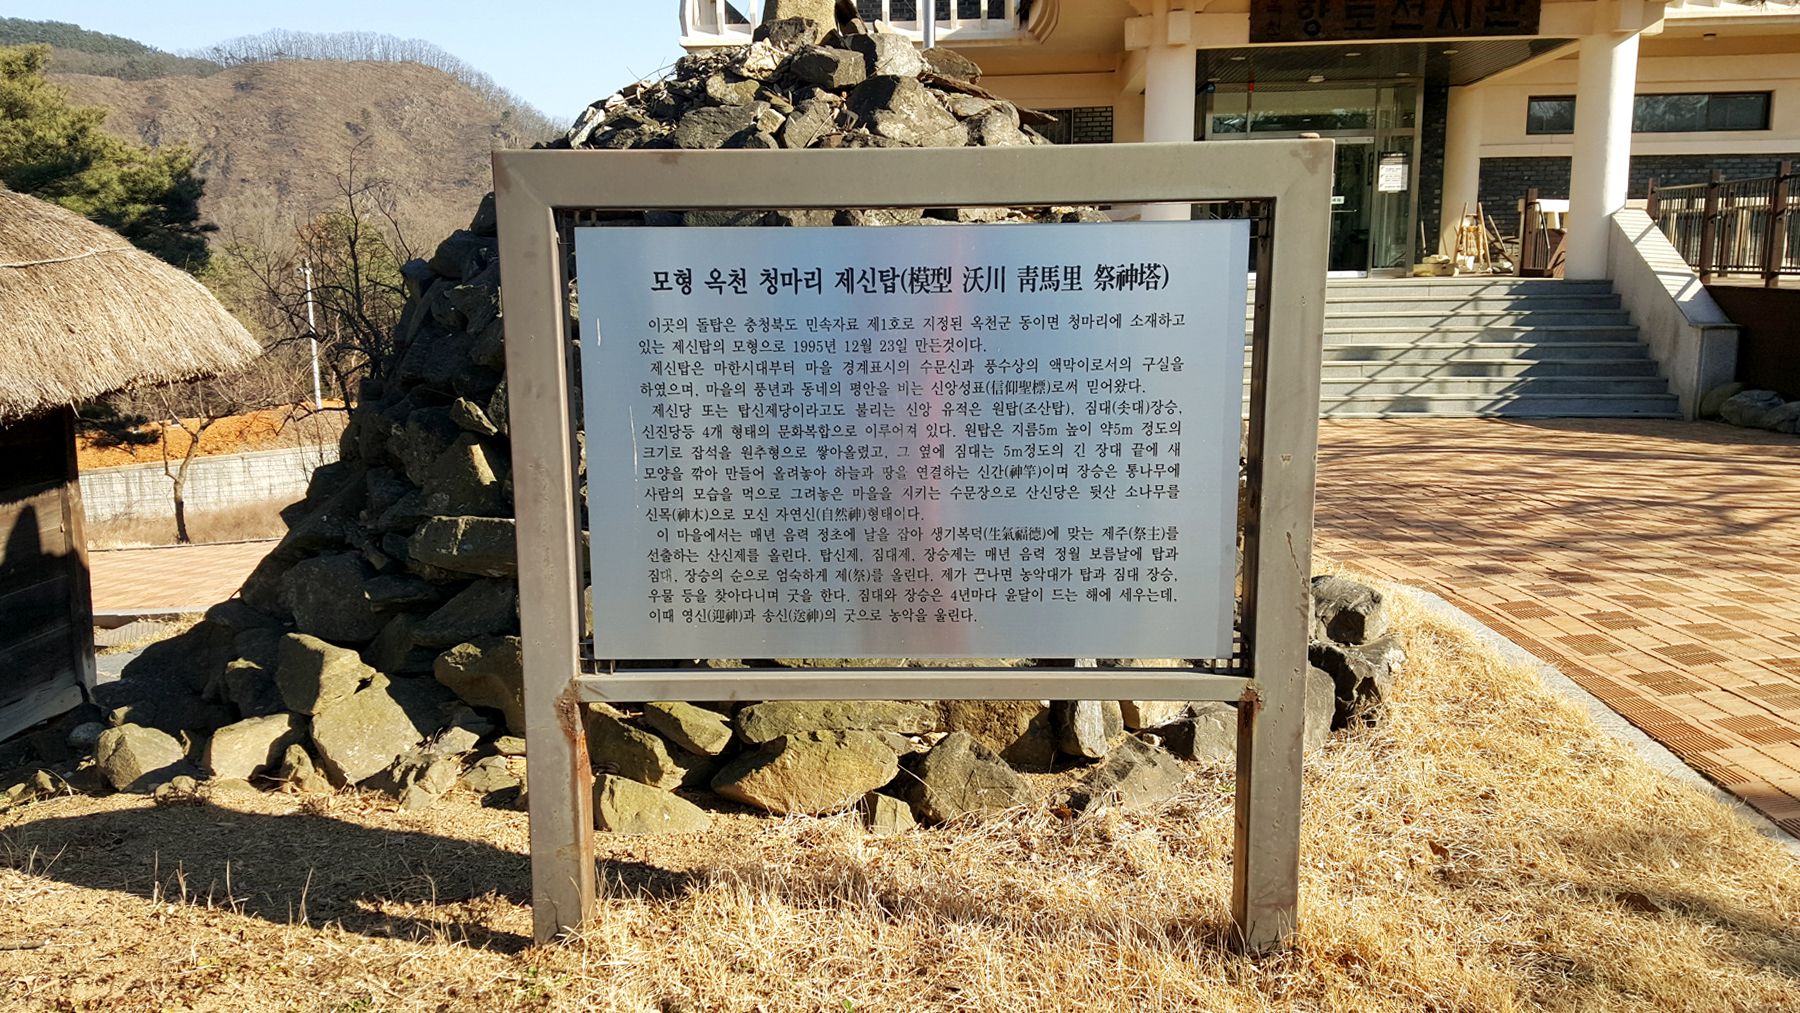 향토전시관
모형 옥천 청마리 제신탑(模型 沃川 靑馬里 祭神塔)
이곳의 돌탑은 충청북도 민속자료 제1호로 지정된 옥천군 동이면 청마리에 소재하고
있는 제신탑의 모형으로 1995년 12월 23일 만든것이다.
제신탑은 마한시대부터 마을 경계표시의 수문신과 풍수상의 액막이로서의 구실을
하였으며, 마을의 풍년과 동네의 평안을 비는 신앙성표(信仰聖標)로써 믿어왔다.
제신당 또는 탑신제당이라고도 불리는 신앙 유적은 원탑(조산탑), 짐대(솟대)장승,
신진당등 4개 형태의 문화복합으로 이루어져 있다. 원탑은 지름5m 높이 약5m 정도의
크기로 잡석을 원추형으로 쌓아올렸고, 그 옆에 짐대는 5m정도의 긴 장대 끝에 새
모양을 깎아 만들어 올려놓아 하늘과 땅을 연결하는 신간(神竿)이며 장승은 통나무에
사람의 모습을 먹으로 그려놓은 마을을 지키는 수문장으로 산신당은 뒷산 소나무를
신목(神木)으로 모신 자연신(自然神)형태이다.
이 마을에서는 매년 음력 정초에 날을 잡아 생기복덕(生氣福德)에 맞는 제주(祭主)를
선출하는 산신제를 올린다. 탑신제, 짐대제, 장승제는 매년 음력 정월 보름날에 탑과
짐대, 장승의 순으로 엄숙하게 제(祭)를 올린다. 제가 끝나면 농악대가 탑과 짐대 장승,
우물 등을 찾아다니며 굿을 한다. 짐대와 장승은 4년마다 윤달이 드는 해에 세우는데,
이때 영신(迎神)과 송신(送神)의 굿으로 농악을 울린다.